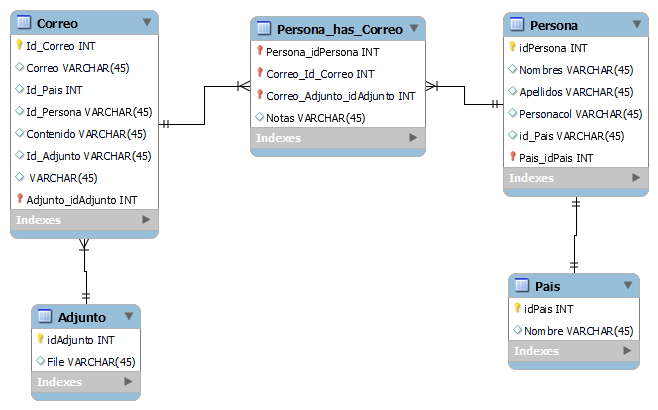 Correo
Id_Correo INT
Correo VARCHAR(45)
Id_Pais INT
Id_Persona VARCHAR(45)
Contenido VARCHAR(45)
Id_Adjunto VARCHAR(45)
VARCHAR(45)
Adjunto_idAdjunto INT
Indexes
Persona_has_Correo
Persona_idPersona INT
Correo_Id_Correo INT
Correo_Adjunto_idAdjunto INT
Notas VARCHAR(45)
Indexes
Persona
idPersona INT
Nombres VARCHAR(45)
Apellidos VARCHAR(45)
Personacol VARCHAR(45)
id_Pais VARCHAR(45)
Pais_idPais INT
Indexes
Adjunto
idAdjunto INT
File VARCHAR(45)
Indexes
Pais
idPais INT
Nombre VARCHAR(45)
Indexes